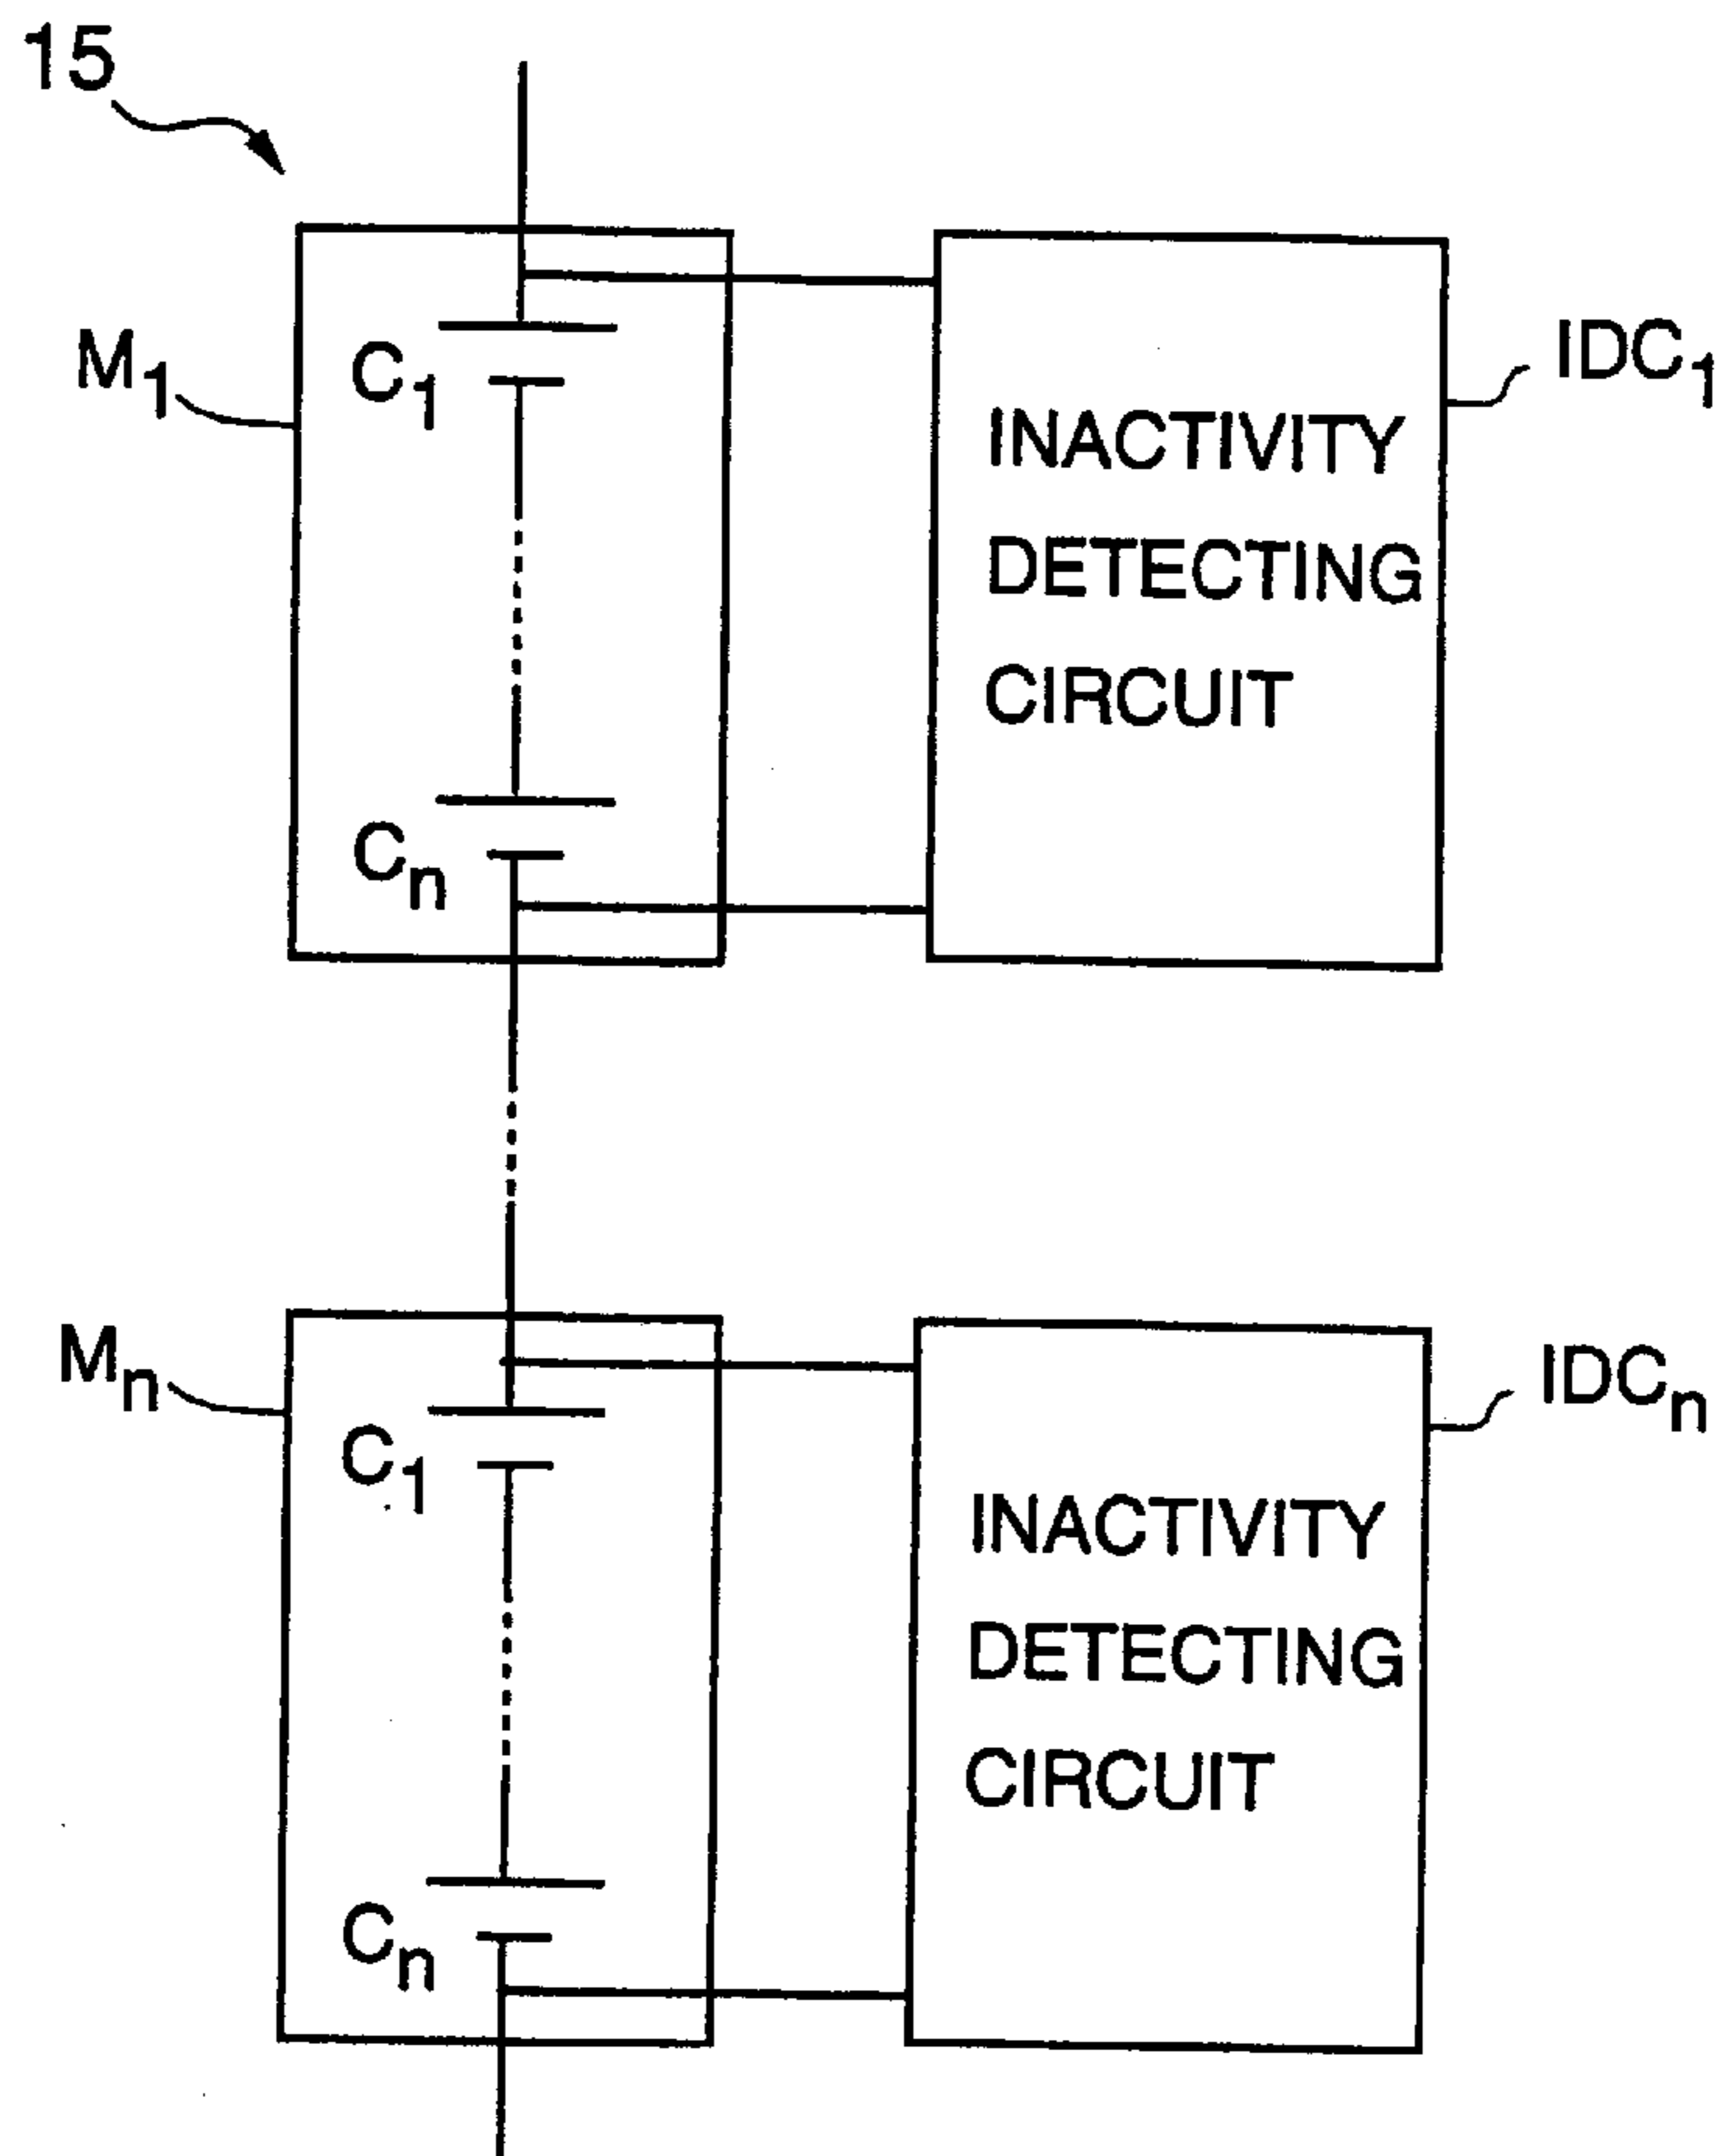 15
M1
C1
IDC1
INACTIVITY
DETECTING
CIRCUIT
Cn
Mn
C1
IDCn
INACTIVITY
DETECTING
CIRCUIT
Cn